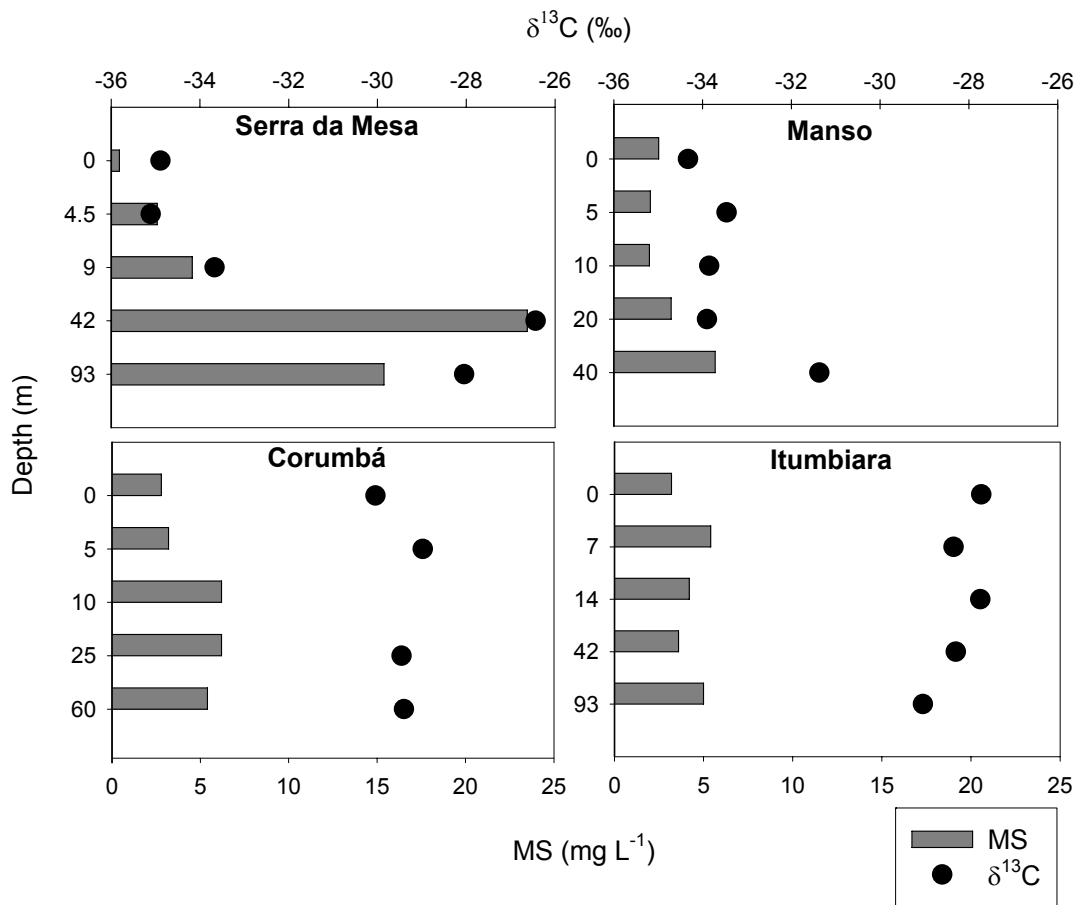 δ¹³C (‰)
-36 -34 -32 -30 -28 -26
-36 -34 -32 -30 -28 -26
Serra da Mesa
0
4.5
9
42
93
Manso
0
5
10
20
40
Depth (m)
Corumbá
0
5
10
25
60
Itumbiara
0
7
14
42
93
0 5 10 15 20 25
0 5 10 15 20 25
MS (mg L⁻¹)
MS
δ¹³C